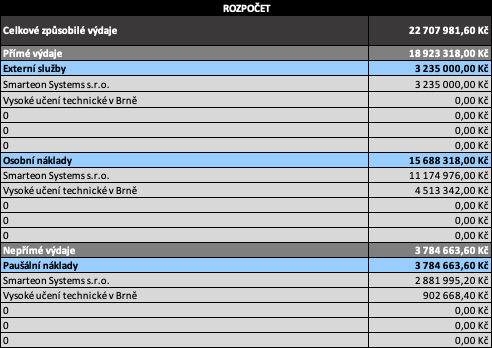 ROZPOČET
Celkové způsobilé výdaje 22 707 981,60 Kč
Přímé výdaje 18 923 318,00 Kč
Externí služby 3 235 000,00 Kč
Smarteon Systems s.r.o. 3 235 000,00 Kč
Vysoké učení technické v Brně 0,00 Kč
0 0,00 Kč
0 0,00 Kč
0 0,00 Kč
Osobní náklady 15 688 318,00 Kč
Smarteon Systems s.r.o. 11 174 976,00 Kč
Vysoké učení technické v Brně 4 513 342,00 Kč
0 0,00 Kč
0 0,00 Kč
0 0,00 Kč
Nepřímé výdaje 3 784 663,60 Kč
Paušální náklady 3 784 663,60 Kč
Smarteon Systems s.r.o. 2 881 995,20 Kč
Vysoké učení technické v Brně 902 668,40 Kč
0 0,00 Kč
0 0,00 Kč
0 0,00 Kč